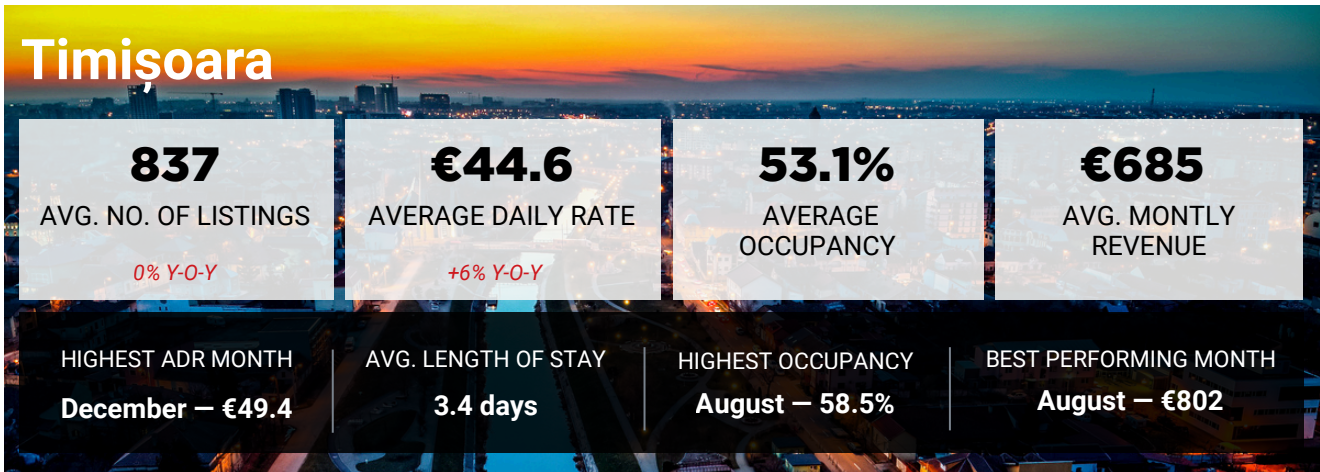 Timișoara
837
AVG. NO. OF LISTINGS
0% Y-O-Y
€44.6
AVERAGE DAILY RATE
+6% Y-O-Y
53.1%
AVERAGE
OCCUPANCY
€685
AVG. MONTLY
REVENUE
HIGHEST ADR MONTH
December — €49.4
AVG. LENGTH OF STAY
3.4 days
HIGHEST OCCUPANCY
August — 58.5%
BEST PERFORMING MONTH
August — €802